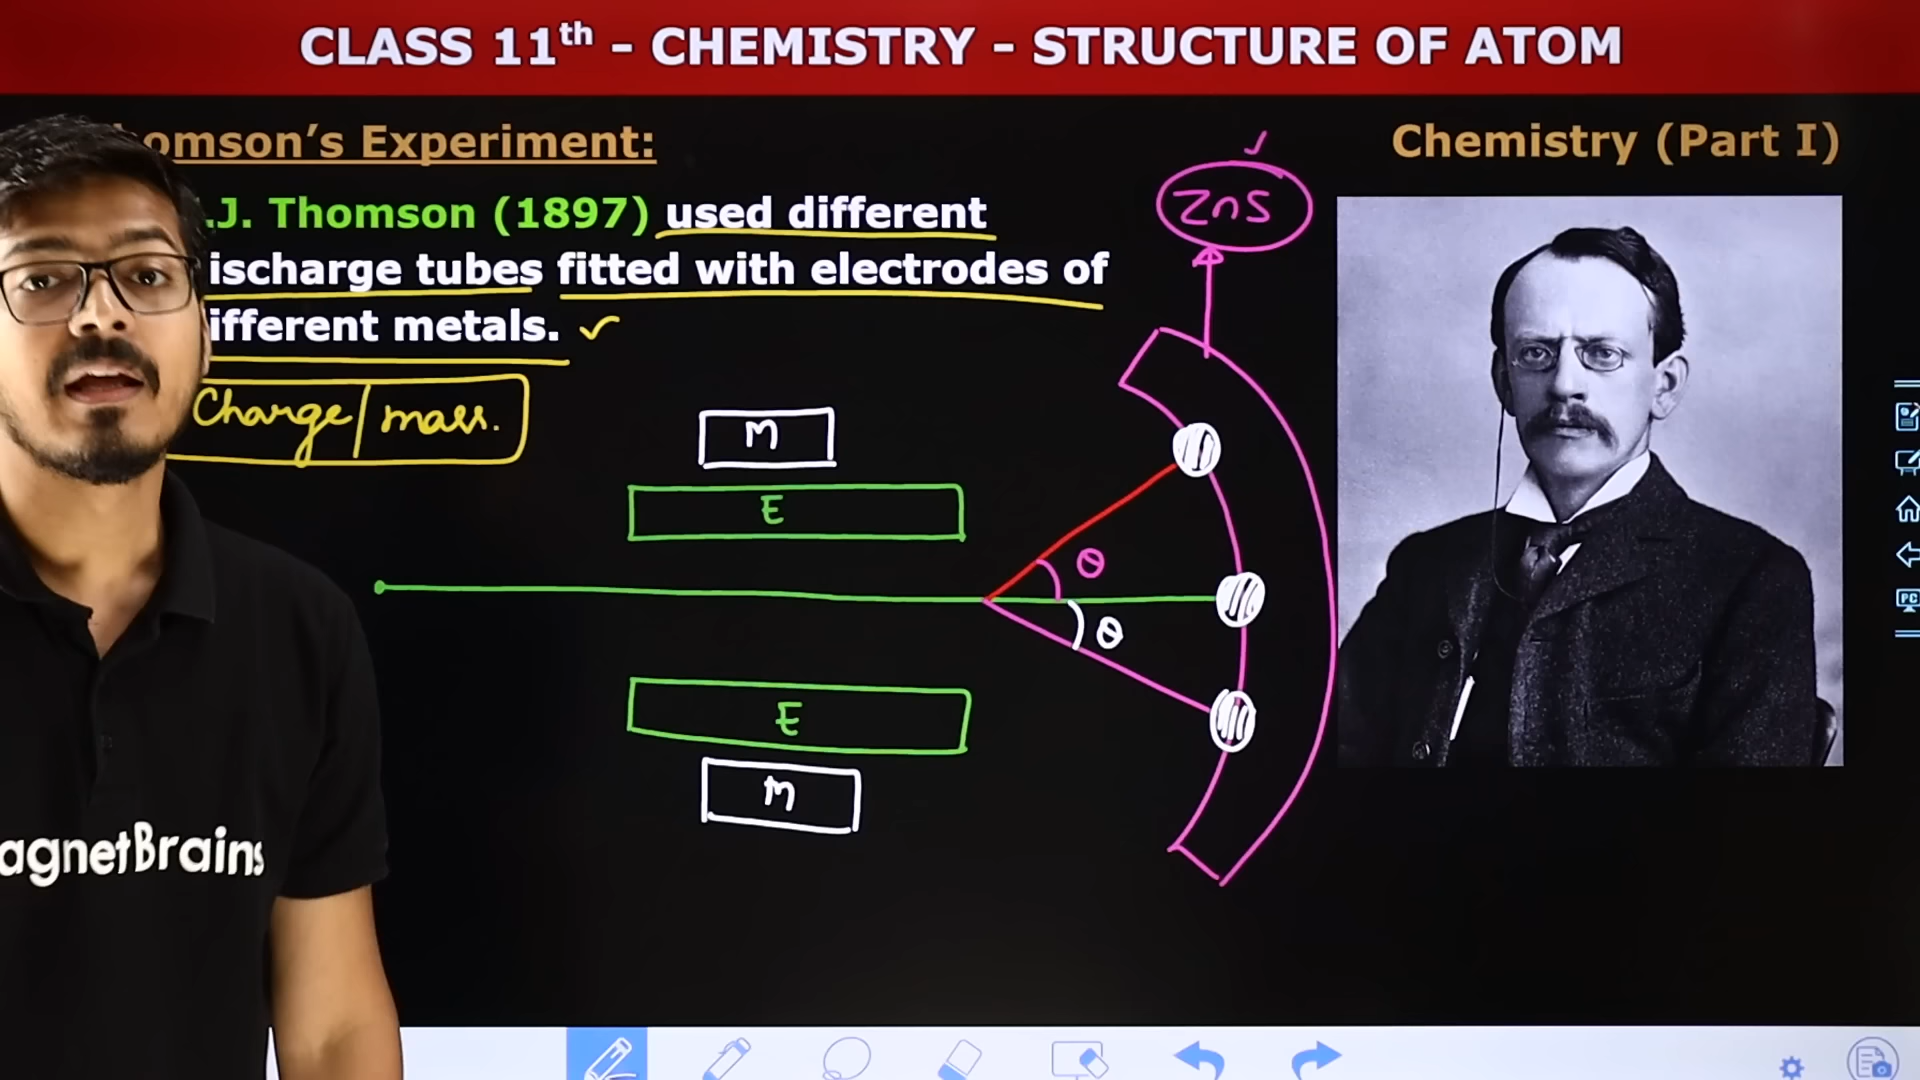 CLASS 11th - CHEMISTRY - STRUCTURE OF ATOM
omson's Experiment:
Chemistry (Part I)
.J. Thomson (1897) used different
ischarge tubes fitted with electrodes of
ifferent metals. ✓
ZnS
Charge/mass.
M
E
θ
θ
E
M
agnetBrains
PC